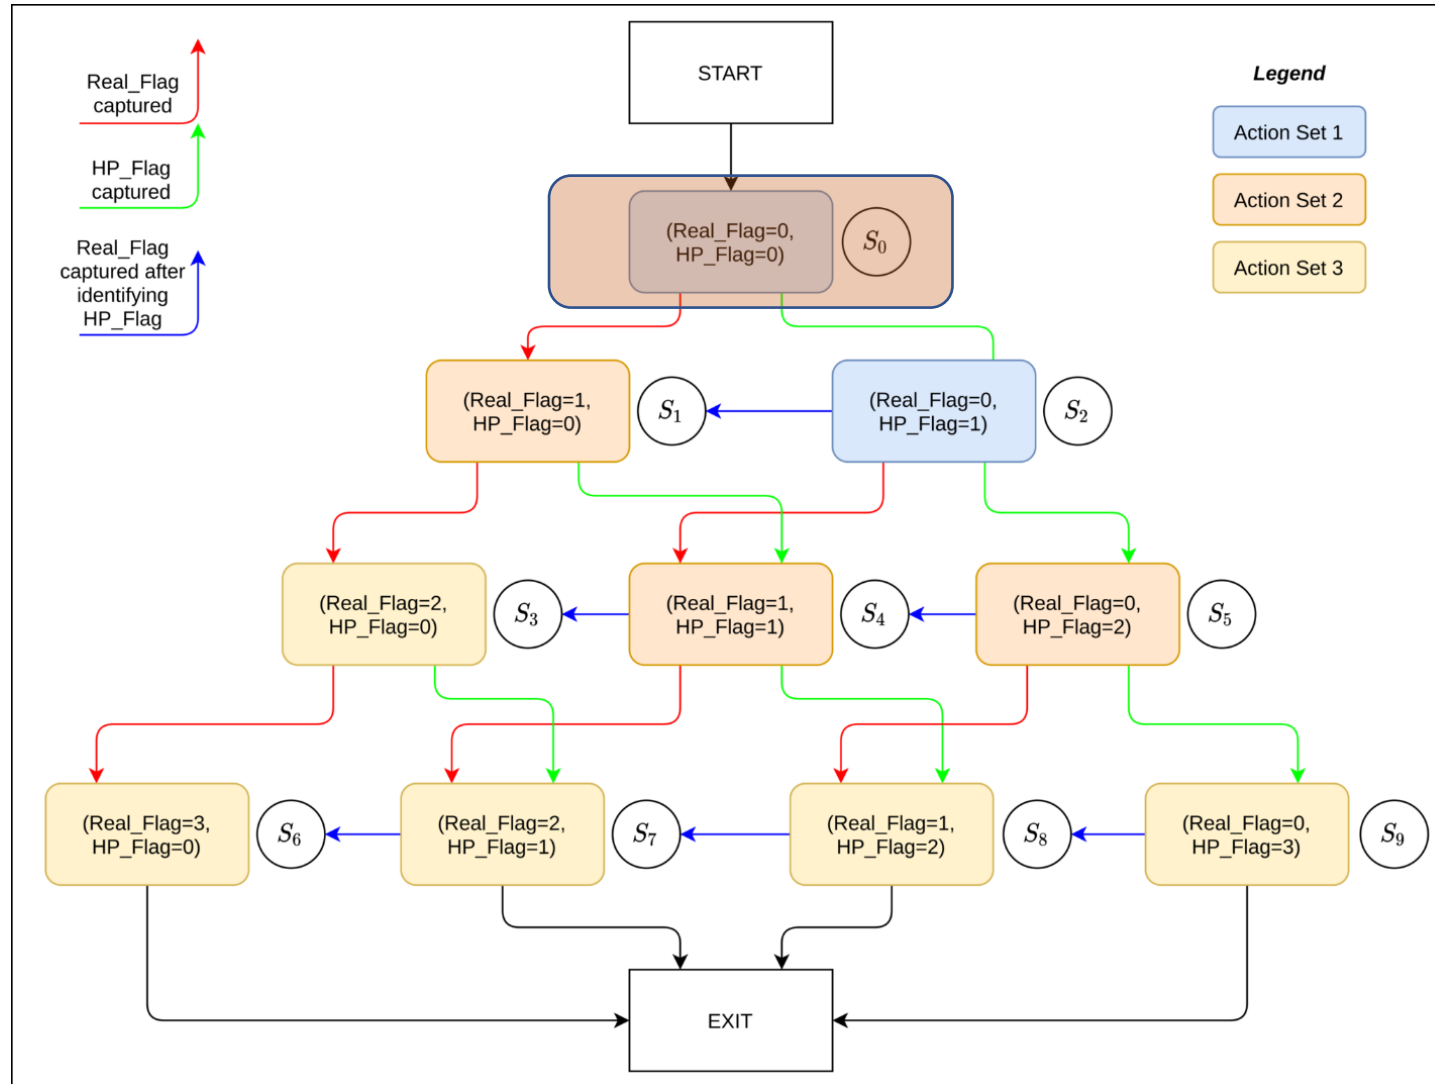 START
Legend
Real_Flag
captured
Action Set 1
HP_Flag
captured
Action Set 2
(Real_Flag=0,
HP_Flag=0)
S0
Real_Flag
captured after
identifying
HP_Flag
Action Set 3
(Real_Flag=1,
HP_Flag=0)
S1
(Real_Flag=0,
HP_Flag=1)
S2
(Real_Flag=2,
HP_Flag=0)
S3
(Real_Flag=1,
HP_Flag=1)
S4
(Real_Flag=0,
HP_Flag=2)
S5
(Real_Flag=3,
HP_Flag=0)
S6
(Real_Flag=2,
HP_Flag=1)
S7
(Real_Flag=1,
HP_Flag=2)
S8
(Real_Flag=0,
HP_Flag=3)
S9
EXIT